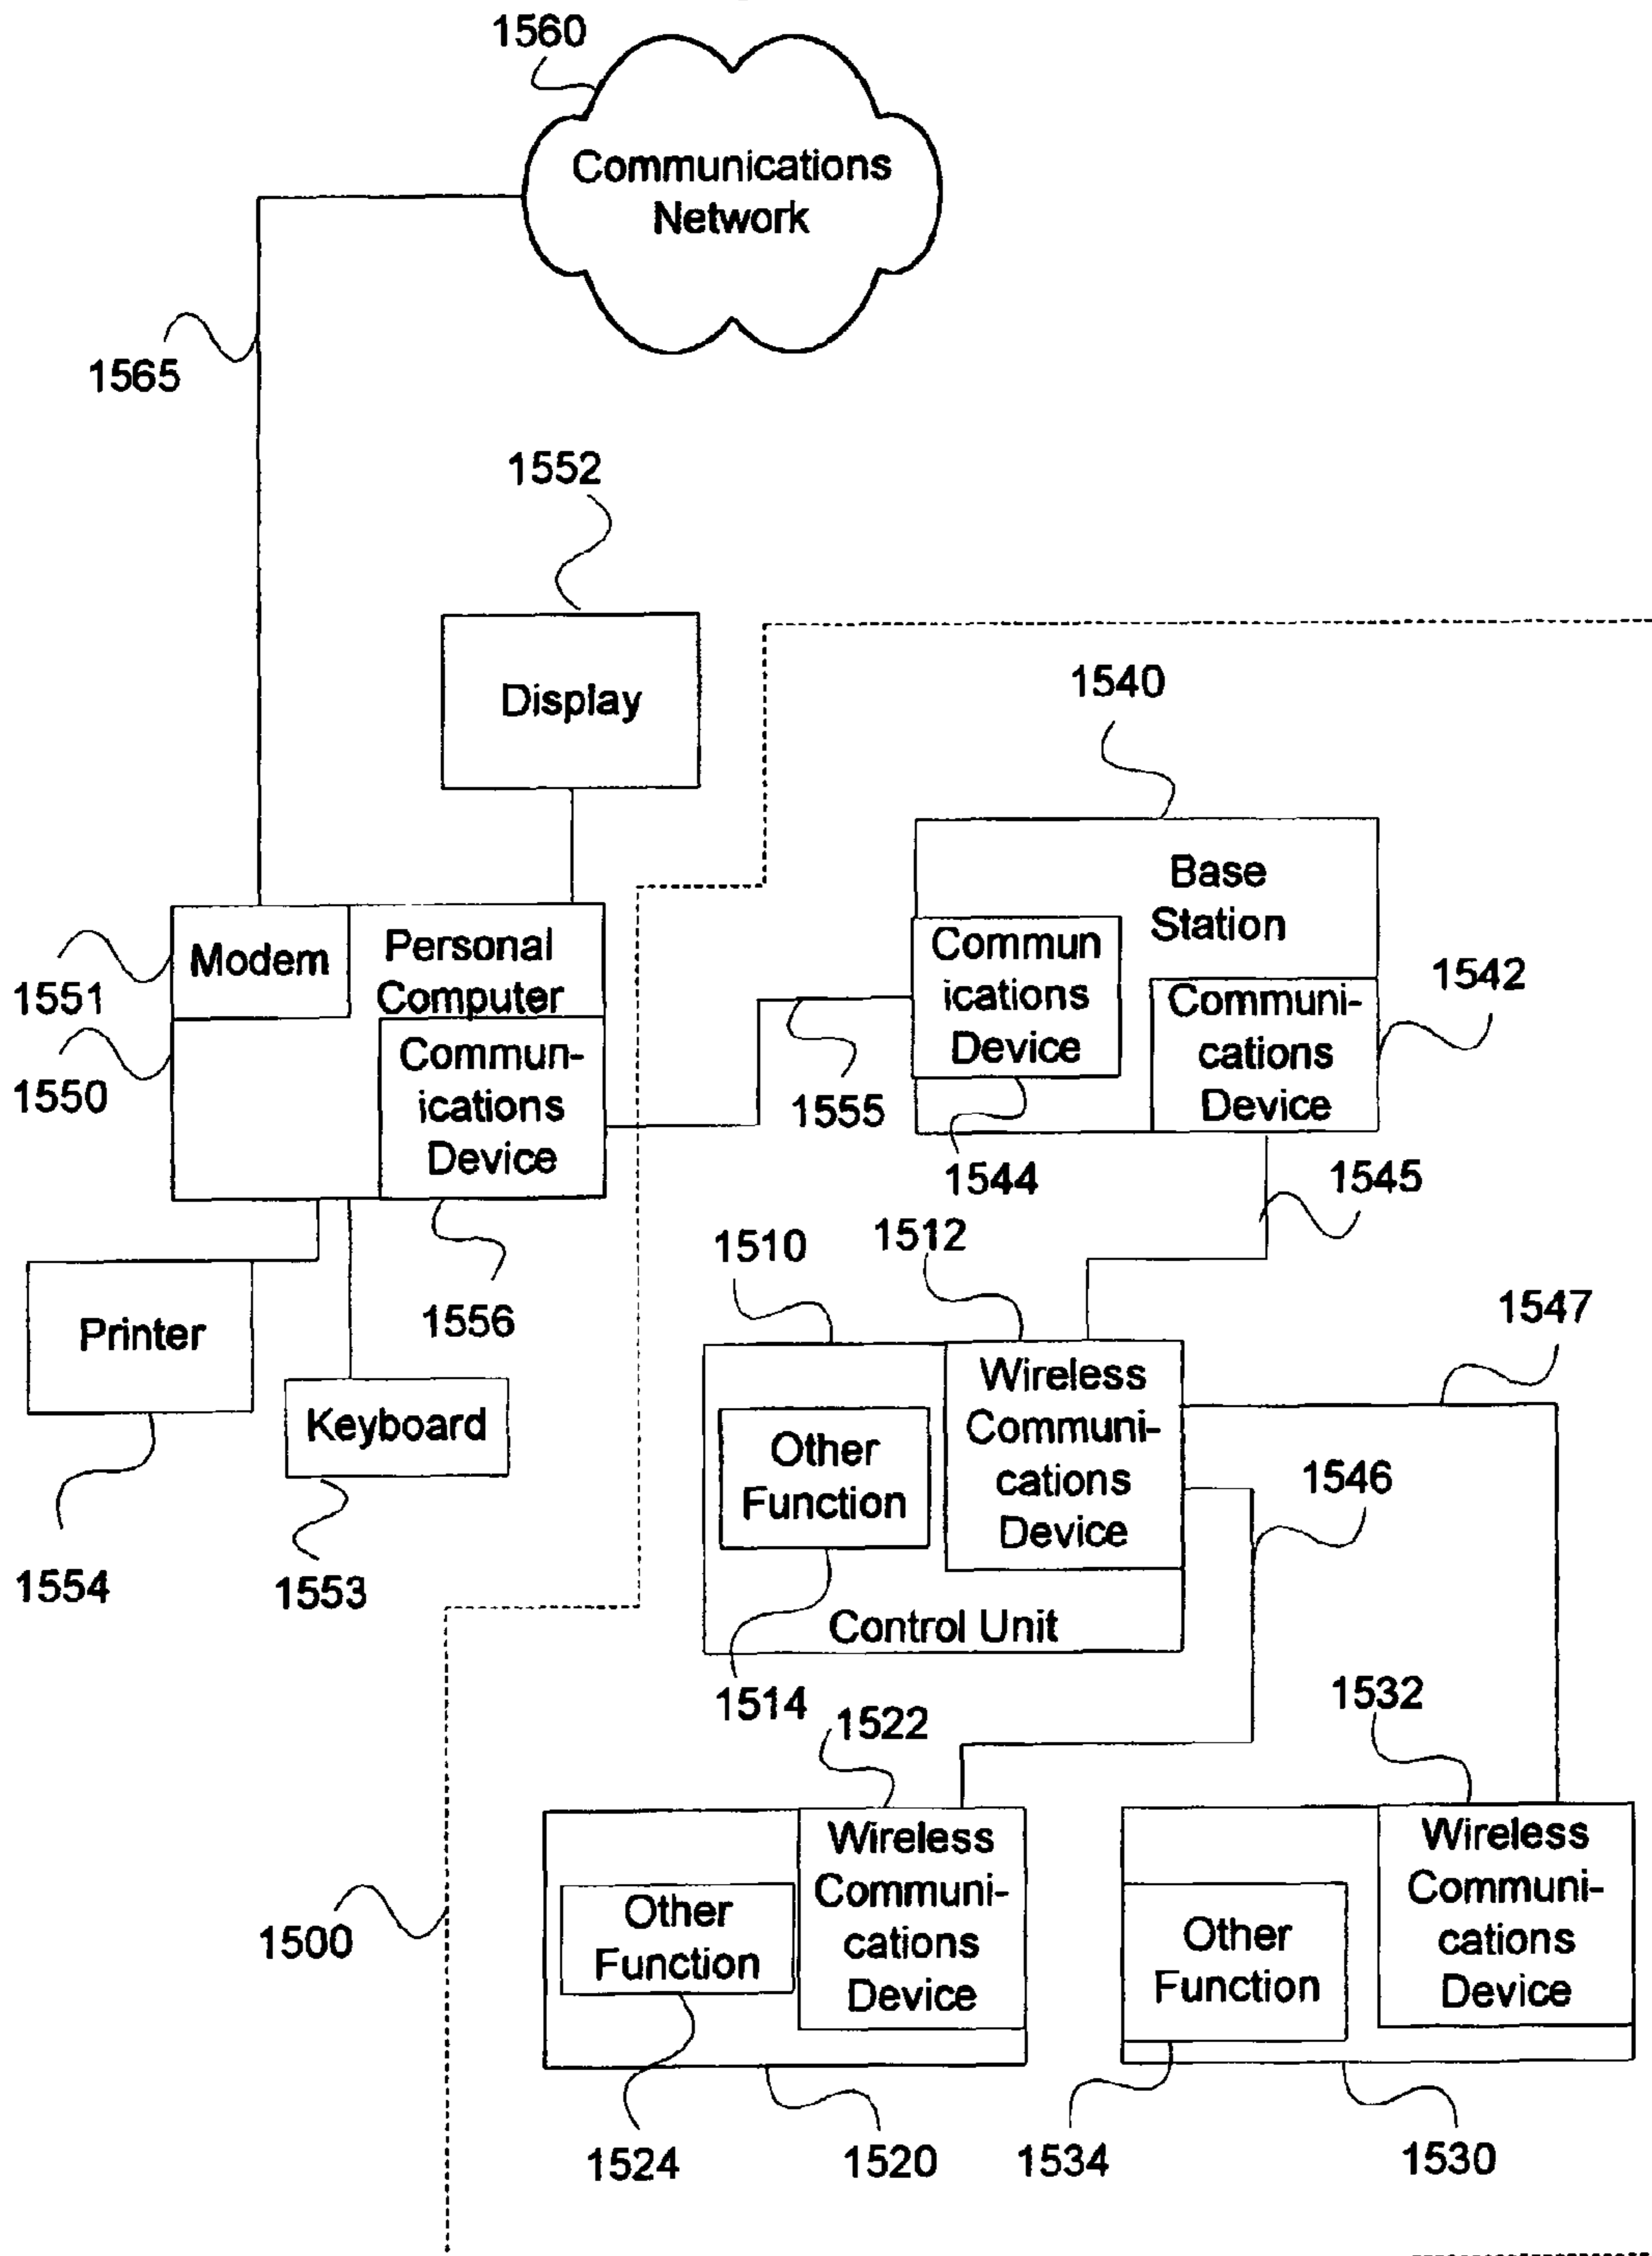 1560
Communications
Network
1565
1552
Display
1540
Base
Station
Modem
Personal
Computer
1551
1550
Commun
ications
Device
1542
Communi-
cations
Device
Commun-
ications
Device
1555
1544
1545
1510
1512
1556
1547
Printer
Keyboard
Wireless
Communi-
cations
Device
Other
Function
1546
1554
1553
Control Unit
1514
1522
1532
Wireless
Communi-
cations
Device
Other
Function
Wireless
Communi-
cations
Device
Other
Function
1500
1524
1520
1534
1530